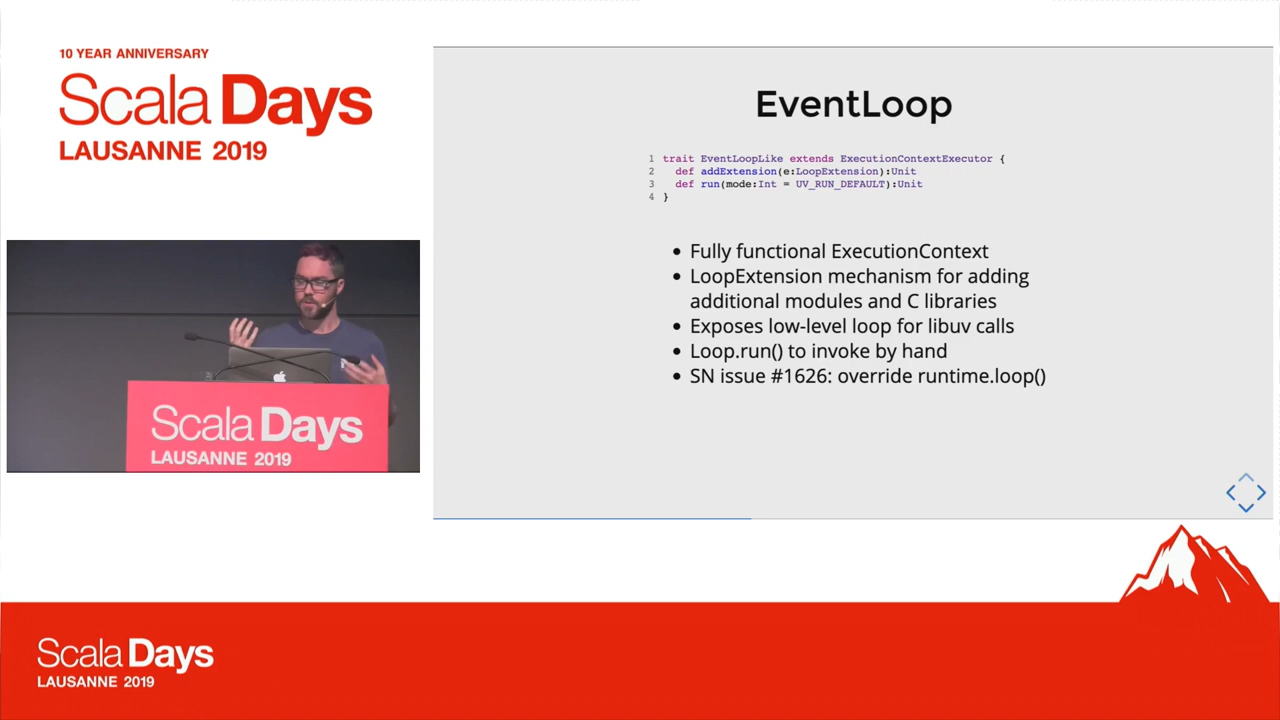 10 YEAR ANNIVERSARY
Scala Days
LAUSANNE 2019
EventLoop
1 trait EventLoopLike extends ExecutionContextExecutor {
2 def addExtension(e:LoopExtension):Unit
3 def run(mode:Int = UV_RUN_DEFAULT):Unit
4 }
• Fully functional ExecutionContext
• LoopExtension mechanism for adding
additional modules and C libraries
• Exposes low-level loop for libuv calls
• Loop.run() to invoke by hand
• SN issue #1626: override runtime.loop()
Scala Days
LAUSANNE 2019
Scala Days
LAUSANNE 2019